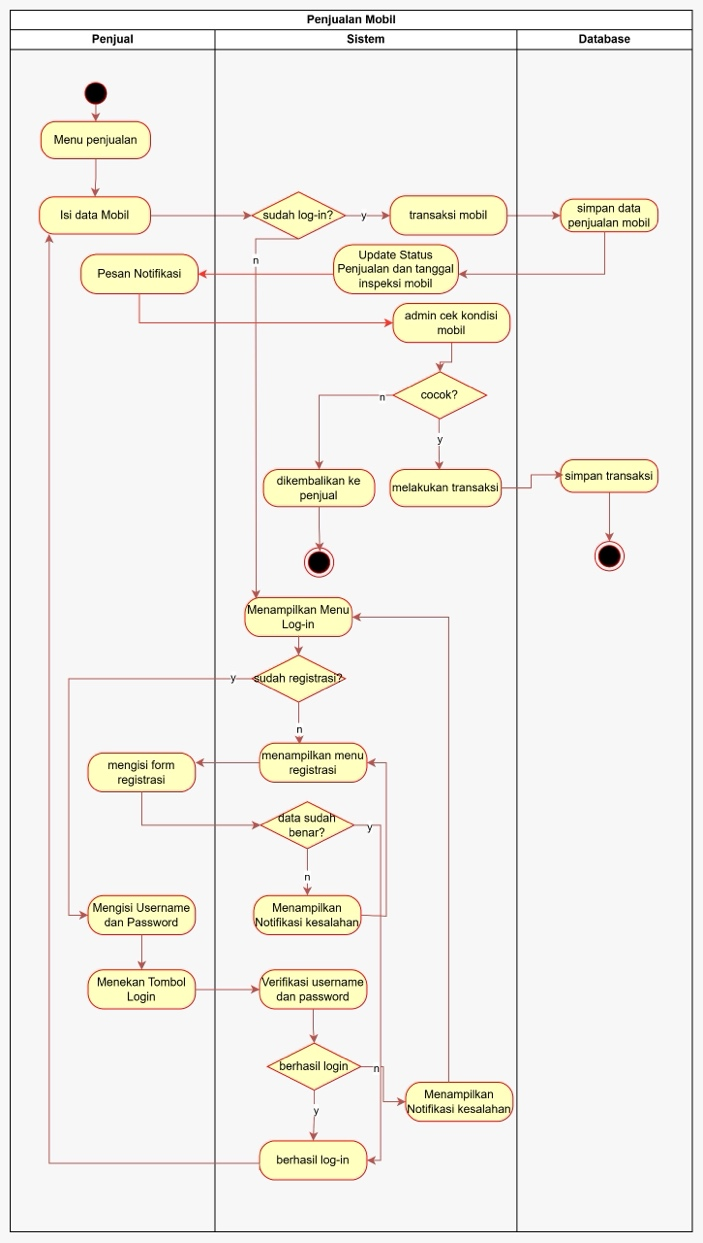 Penjualan Mobil
Penjual
Sistem
Database
Menu penjualan
Isi data Mobil
sudah log-in?
y
transaksi mobil
simpan data
penjualan mobil
n
Pesan Notifikasi
Update Status
Penjualan dan tanggal
inspeksi mobil
admin cek kondisi
mobil
cocok?
n
y
dikembalikan ke
penjual
melakukan transaksi
simpan transaksi
Menampilkan Menu
Log-in
sudah registrasi?
y
n
menampilkan menu
registrasi
mengisi form
registrasi
data sudah
benar?
y
n
Menampilkan
Notifikasi kesalahan
Mengisi Username
dan Password
Menekan Tombol
Login
Verifikasi username
dan password
berhasil login
n
y
Menampilkan
Notifikasi kesalahan
berhasil log-in